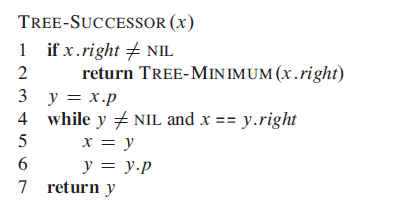 TREE-SUCCESSOR(x)
1 if x.right ≠ NIL
2 return TREE-MINIMUM(x.right)
3 y = x.p
4 while y ≠ NIL and x == y.right
5 x = y
6 y = y.p
7 return y